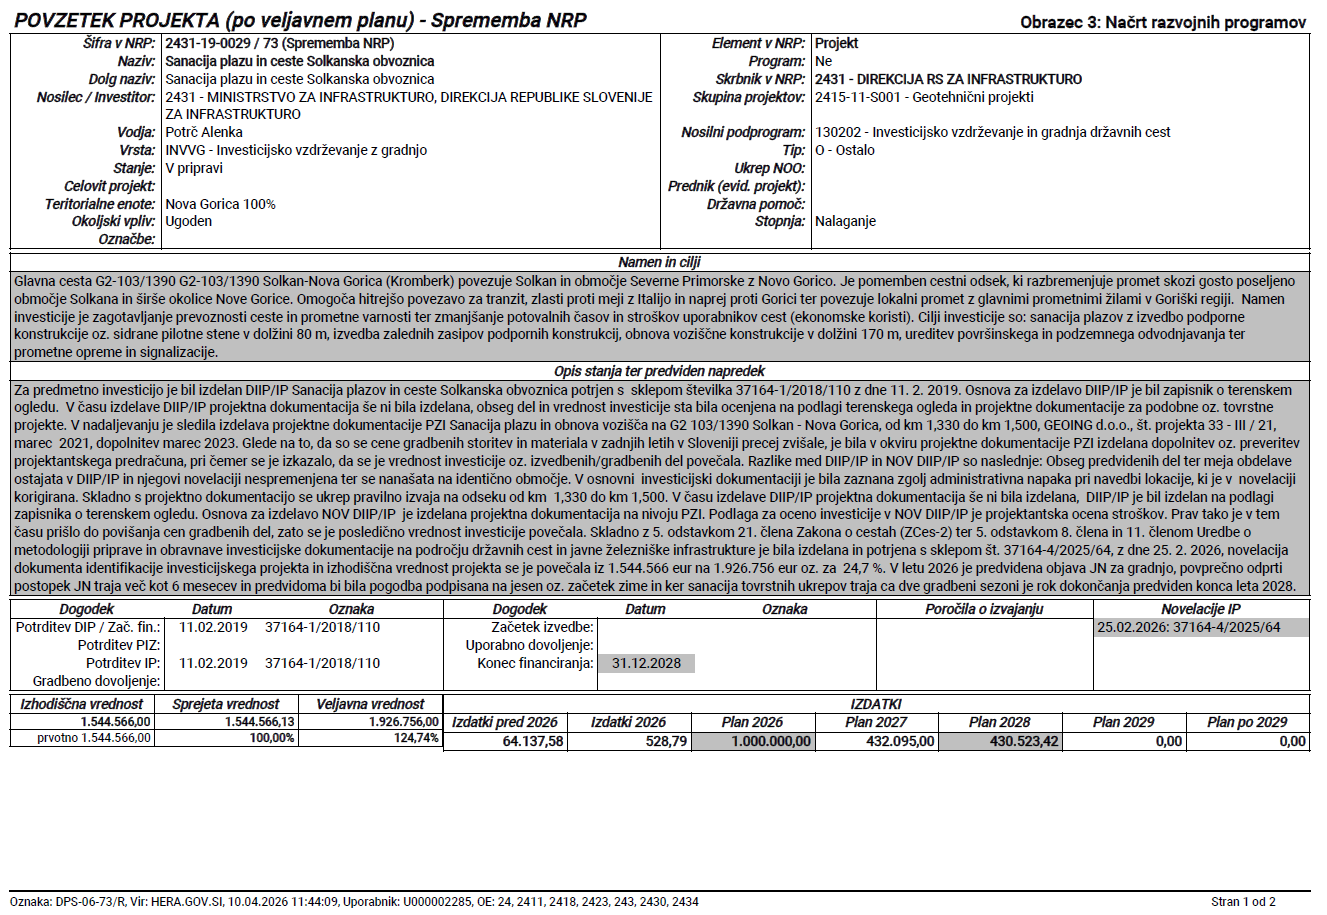 POVZETEK PROJEKTA (po veljavnem planu) - Sprememba NRP
Obrazec 3: Načrt razvojnih programov
Šifra v NRP: 2431-19-0029 / 73 (Sprememba NRP)
Naziv: Sanacija plazu in ceste Solkanska obvoznica
Dolg naziv: Sanacija plazu in ceste Solkanska obvoznica
Nosilec / Investitor: 2431 - MINISTRSTVO ZA INFRASTRUKTURO, DIREKCIJA REPUBLIKE SLOVENIJE
ZA INFRASTRUKTURO
Vodja: Potrč Alenka
Vrsta: INVVG - Investicijsko vzdrževanje z gradnjo
Stanje: V pripravi
Celovit projekt:
Teritorialne enote: Nova Gorica 100%
Okoljski vpliv: Ugoden
Označbe:
Element v NRP: Projekt
Program: Ne
Skrbnik v NRP: 2431 - DIREKCIJA RS ZA INFRASTRUKTURO
Skupina projektov: 2415-11-S001 - Geotehnični projekti
Nosilni podprogram: 130202 - Investicijsko vzdrževanje in gradnja državnih cest
Tip: O - Ostalo
Ukrep NOO:
Prednik (evid. projekt):
Državna pomoč:
Stopnja: Nalaganje
Namen in cilji
Glavna cesta G2-103/1390 G2-103/1390 Solkan-Nova Gorica (Kromberk) povezuje Solkan in območje Severne Primorske z Novo Gorico. Je pomemben cestni odsek, ki razbremenjuje promet skozi gosto poseljeno
območje Solkana in širše okolice Nove Gorice. Omogoča hitrejšo povezavo za tranzit, zlasti proti meji z Italijo in naprej proti Gorici ter povezuje lokalni promet z glavnimi prometnimi žilami v Goriški regiji.  Namen
investicije je zagotavljanje prevoznosti ceste in prometne varnosti ter zmanjšanje potovalnih časov in stroškov uporabnikov cest (ekonomske koristi). Cilji investicije so: sanacija plazov z izvedbo podporne
konstrukcije oz. sidrane pilotne stene v dolžini 80 m, izvedba zalednih zasipov podpornih konstrukcij, obnova voziščne konstrukcije v dolžini 170 m, ureditev površinskega in podzemnega odvodnjavanja ter
prometne opreme in signalizacije.
Opis stanja ter predviden napredek
Za predmetno investicijo je bil izdelan DIIP/IP Sanacija plazov in ceste Solkanska obvoznica potrjen s  sklepom številka 37164-1/2018/110 z dne 11. 2. 2019. Osnova za izdelavo DIIP/IP je bil zapisnik o terenskem
ogledu.  V času izdelave DIIP/IP projektna dokumentacija še ni bila izdelana, obseg del in vrednost investicije sta bila ocenjena na podlagi terenskega ogleda in projektne dokumentacije za podobne oz. tovrstne
projekte. V nadaljevanju je sledila izdelava projektne dokumentacije PZI Sanacija plazu in obnova vozišča na G2 103/1390 Solkan - Nova Gorica, od km 1,330 do km 1,500, GEOING d.o.o., št. projekta 33 - III / 21,
marec  2021, dopolnitev marec 2023. Glede na to, da so se cene gradbenih storitev in materiala v zadnjih letih v Sloveniji precej zvišale, je bila v okviru projektne dokumentacije PZI izdelana dopolnitev oz. preveritev
projektantskega predračuna, pri čemer se je izkazalo, da se je vrednost investicije oz. izvedbenih/gradbenih del povečala. Razlike med DIIP/IP in NOV DIIP/IP so naslednje: Obseg predvidenih del ter meja obdelave
ostajata v DIIP/IP in njegovi novelaciji nespremenjena ter se nanašata na identično območje. V osnovni  investicijski dokumentaciji je bila zaznana zgolj administrativna napaka pri navedbi lokacije, ki je v  novelaciji
korigirana. Skladno s projektno dokumentacijo se ukrep pravilno izvaja na odseku od km  1,330 do km 1,500. V času izdelave DIIP/IP projektna dokumentacija še ni bila izdelana,  DIIP/IP je bil izdelan na podlagi
zapisnika o terenskem ogledu. Osnova za izdelavo NOV DIIP/IP  je izdelana projektna dokumentacija na nivoju PZI. Podlaga za oceno investicije v NOV DIIP/IP je projektantska ocena stroškov. Prav tako je v tem
času prišlo do povišanja cen gradbenih del, zato se je posledično vrednost investicije povečala. Skladno z 5. odstavkom 21. člena Zakona o cestah (ZCes-2) ter 5. odstavkom 8. člena in 11. členom Uredbe o
metodologiji priprave in obravnave investicijske dokumentacije na področju državnih cest in javne železniške infrastrukture je bila izdelana in potrjena s sklepom št. 37164-4/2025/64, z dne 25. 2. 2026, novelacija
dokumenta identifikacije investicijskega projekta in izhodiščna vrednost projekta se je povečala iz 1.544.566 eur na 1.926.756 eur oz. za  24,7 %. V letu 2026 je predvidena objava JN za gradnjo, povprečno odprti
postopek JN traja več kot 6 mesecev in predvidoma bi bila pogodba podpisana na jesen oz. začetek zime in ker sanacija tovrstnih ukrepov traja ca dve gradbeni sezoni je rok dokončanja predviden konca leta 2028.
Dogodek Datum Oznaka Dogodek Datum Oznaka Poročila o izvajanju Novelacije IP
Potrditev DIP / Zač. fin.: 11.02.2019 37164-1/2018/110 Začetek izvedbe: 25.02.2026: 37164-4/2025/64
Potrditev PIZ: Uporabno dovoljenje:
Potrditev IP: 11.02.2019 37164-1/2018/110 Konec financiranja: 31.12.2028
Gradbeno dovoljenje:
Izhodiščna vrednost Sprejeta vrednost Veljavna vrednost IZDATKI
1.544.566,00 1.544.566,13 1.926.756,00 Izdatki pred 2026 Izdatki 2026 Plan 2026 Plan 2027 Plan 2028 Plan 2029 Plan po 2029
prvotno 1.544.566,00 100,00% 124,74% 64.137,58 528,79 1.000.000,00 432.095,00 430.523,42 0,00 0,00
Oznaka: DPS-06-73/R, Vir: HERA.GOV.SI, 10.04.2026 11:44:09, Uporabnik: U000002285, OE: 24, 2411, 2418, 2423, 243, 2430, 2434
Stran 1 od 2